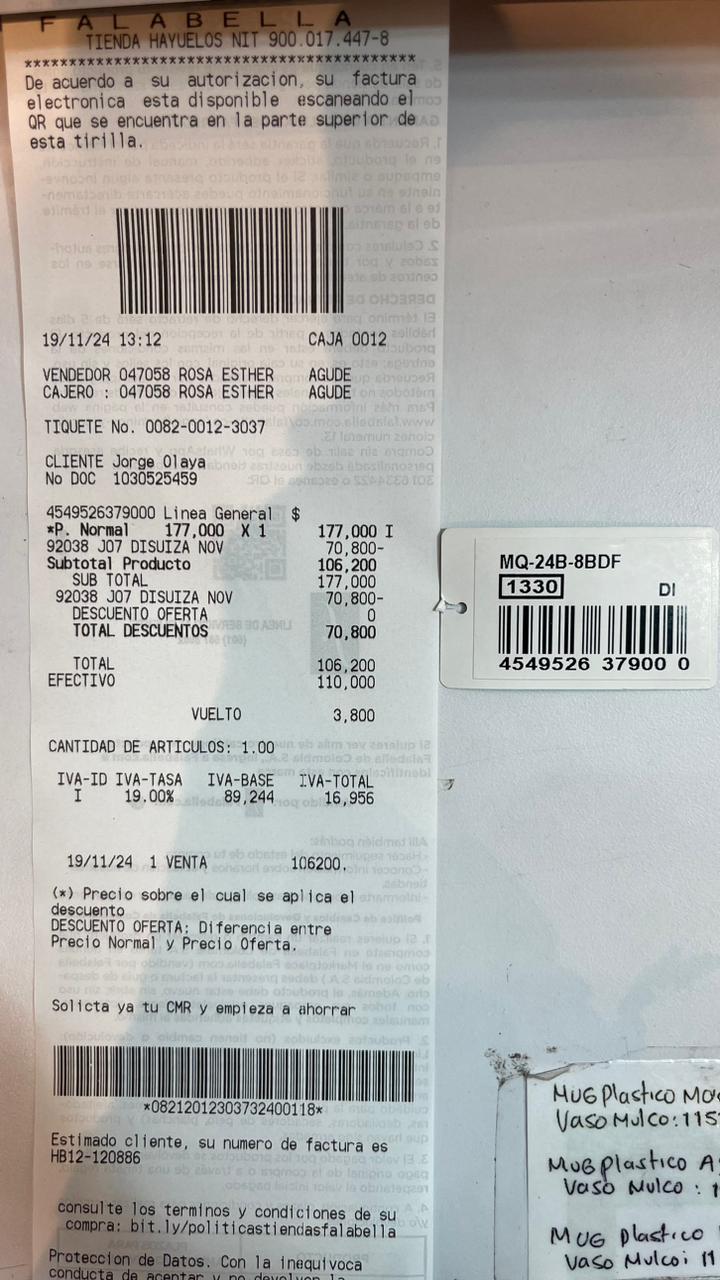 FALABELLA
TIENDA HAYUELOS NIT 900.017.447-8
******************************************
De acuerdo a su autorizacion, su factura
electronica esta disponible escaneando el
QR que se encuentra en la parte superior de
esta tirilla.
19/11/24 13:12 CAJA 0012
VENDEDOR 047058 ROSA ESTHER AGUDE
CAJERO : 047058 ROSA ESTHER AGUDE
TIQUETE No. 0082-0012-3037
CLIENTE Jorge Olaya
No DOC 1030525459
4549526379000 Linea General $
*P. Normal 177,000 X 1 177,000 I
92038 J07 DISUIZA NOV 70,800-
Subtotal Producto 106,200
SUB TOTAL 177,000
92038 J07 DISUIZA NOV 70,800-
DESCUENTO OFERTA 0
TOTAL DESCUENTOS 70,800
TOTAL 106,200
EFECTIVO 110,000
VUELTO 3,800
CANTIDAD DE ARTICULOS: 1.00
IVA-ID IVA-TASA IVA-BASE IVA-TOTAL
I 19.00% 89,244 16,956
19/11/24 1 VENTA 106200,
(*) Precio sobre el cual se aplica el
descuento
DESCUENTO OFERTA: Diferencia entre
Precio Normal y Precio Oferta.
Solicta ya tu CMR y empieza a ahorrar
*08212012303732400118*
Estimado cliente, su numero de factura es
HB12-120886
consulte los terminos y condiciones de su
compra: bit.ly/politicastiendasfalabella
Proteccion de Datos. Con la inequivoca
conducta de aceptar y no devolver la
MQ-24B-8BDF
1330 DI
4549526 37900 0
MUG Plastico
Vaso Mulco: 115
Mug plastico A
Vaso Mulco :
MUG Plastico
Vaso Mulco: 11